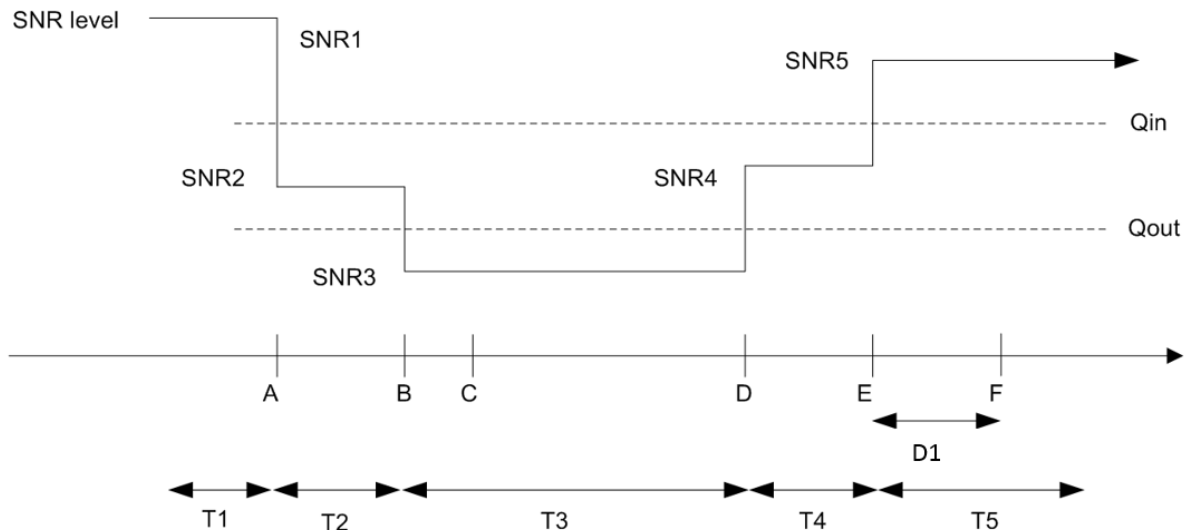 SNR level
SNR1
SNR5
Qin
SNR2
SNR4
Qout
SNR3
A B C D E F
D1
T1 T2 T3 T4 T5